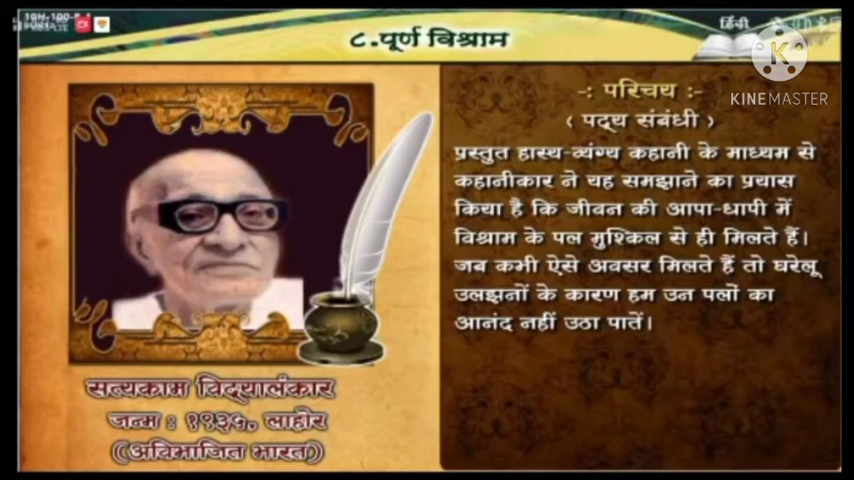 हिंदी
८.पूर्ण विश्राम
KINEMASTER
-: परिचय :-
( पद्य संबंधी )
प्रस्तुत हास्य-व्यंग्य कहानी के माध्यम से
कहानीकार ने यह समझाने का प्रयास
किया है कि जीवन की आपा-धापी में
विश्राम के पल मुश्किल से ही मिलते हैं।
जब कभी ऐसे अवसर मिलते हैं तो घरेलू
उलझनों के कारण हम उन पलों का
आनंद नहीं उठा पातें।
सत्यकाम विद्यालंकार
जन्म : १९३५, लाहोर
(अविभाजित भारत)